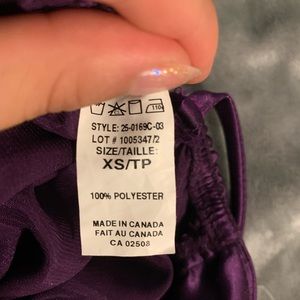 110
STYLE: 25-0169C-03
LOT # 1005347/2
SIZE/TAILLE:
XS/TP
100% POLYESTER
MADE IN CANADA
FAIT AU CANADA
CA 02508